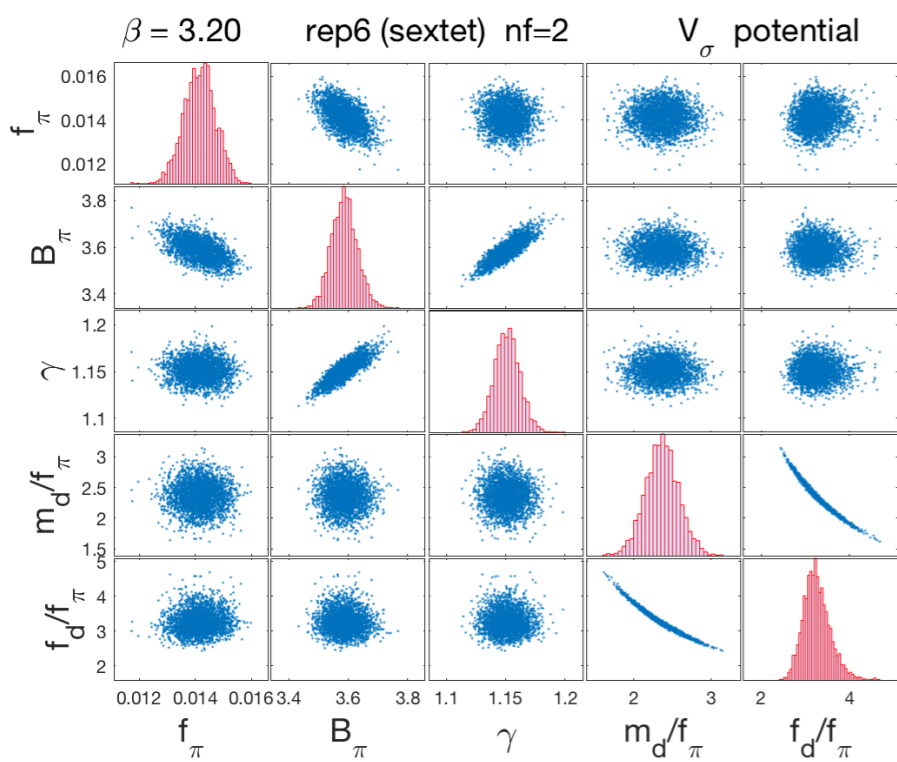 β = 3.20 rep6 (sextet) nf=2 V_σ potential
0.016
0.014
0.012
f_π
3.8
3.6
3.4
B_π
1.2
1.15
1.1
γ
3
2.5
2
1.5
m_d/f_π
5
4
3
2
f_d/f_π
0.012 0.014 0.016 3.4 3.6 3.8 1.1 1.15 1.2 2 3 2 4
f_π B_π γ m_d/f_π f_d/f_π